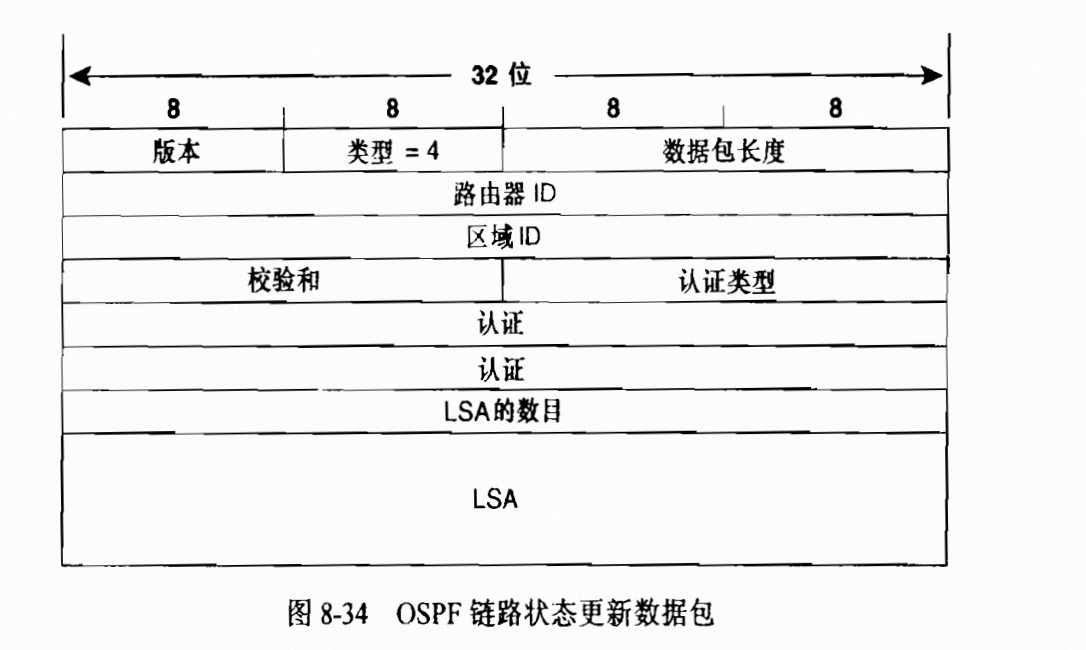 32 位
8 8 8 8
版本 类型 = 4 数据包长度
路由器 ID
区域 ID
校验和 认证类型
认证
认证
LSA的数目
LSA
图 8-34 OSPF 链路状态更新数据包